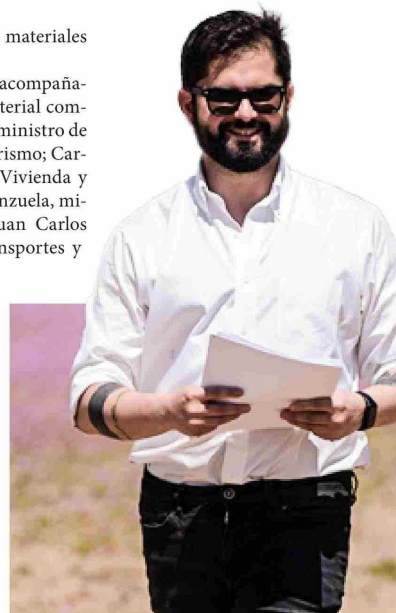 materiales
acompaña-
terial com-
ministro de
rismo; Car-
Vivienda y
nzuela, mi-
uan Carlos
nsportes y